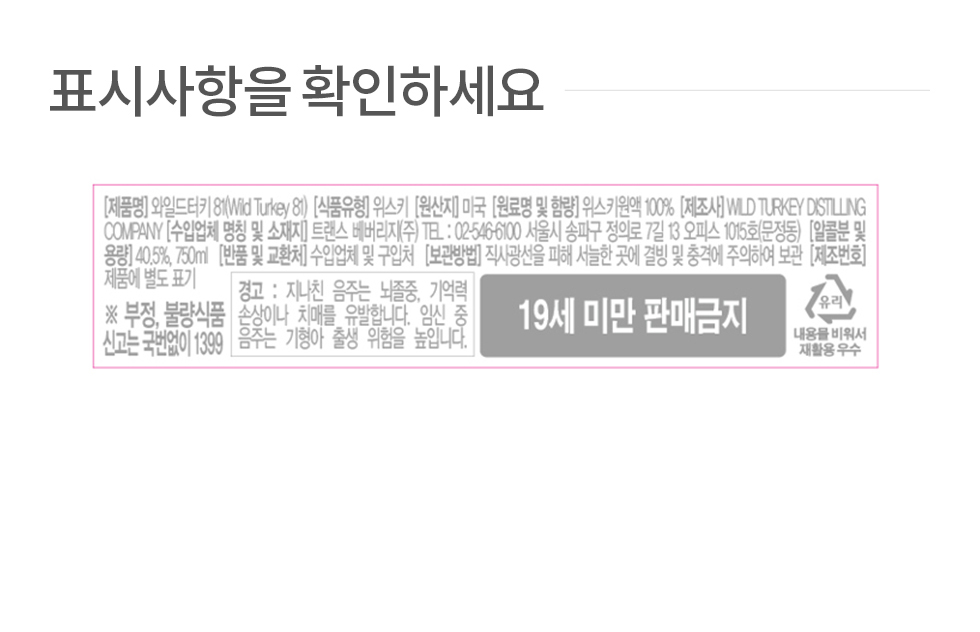 표시사항을 확인하세요
[제품명] 와일드터키 81(Wild Turkey 81) [식품유형] 위스키 [원산지] 미국 [원료명 및 함량] 위스키원액 100% [제조사] WILD TURKEY DISTILLING
COMPANY [수입업체 명칭 및 소재지] 트랜스 베버리지(주) TEL : 02-546-6100 서울시 송파구 정의로 7길 13 오피스 1015호(문정동) [알콜분 및
용량] 40.5%, 750ml [반품 및 교환처] 수입업체 및 구입처 [보관방법] 직사광선을 피해 서늘한 곳에 결빙 및 충격에 주의하여 보관 [제조번호]
제품에 별도 표기
※ 부정, 불량식품
신고는 국번없이 1399
경고 : 지나친 음주는 뇌졸중, 기억력
손상이나 치매를 유발합니다. 임신 중
음주는 기형아 출생 위험을 높입니다.
19세 미만 판매금지
유리
내용물 비워서
재활용 우수